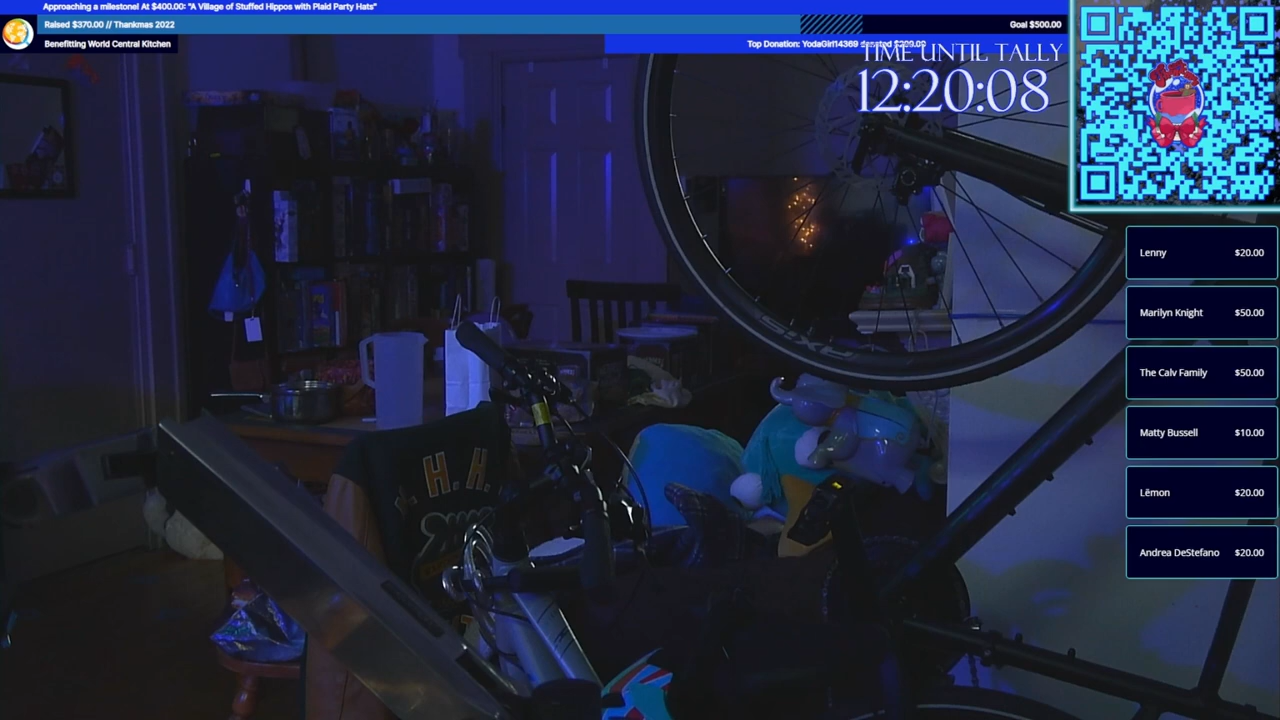 Approaching a milestone! At $400.00: "A Village of Stuffed Hippos with Plaid Party Hats"
Raised $370.00 // Thankmas 2022
Goal $500.00
Benefitting World Central Kitchen
Top Donation: YodaGirl14369 donated $200.00
TIME UNTIL TALLY
12:20:08
Lenny $20.00
Marilyn Knight $50.00
The Calv Family $50.00
Matty Bussell $10.00
Lēmon $20.00
Andrea DeStefano $20.00
H.H.